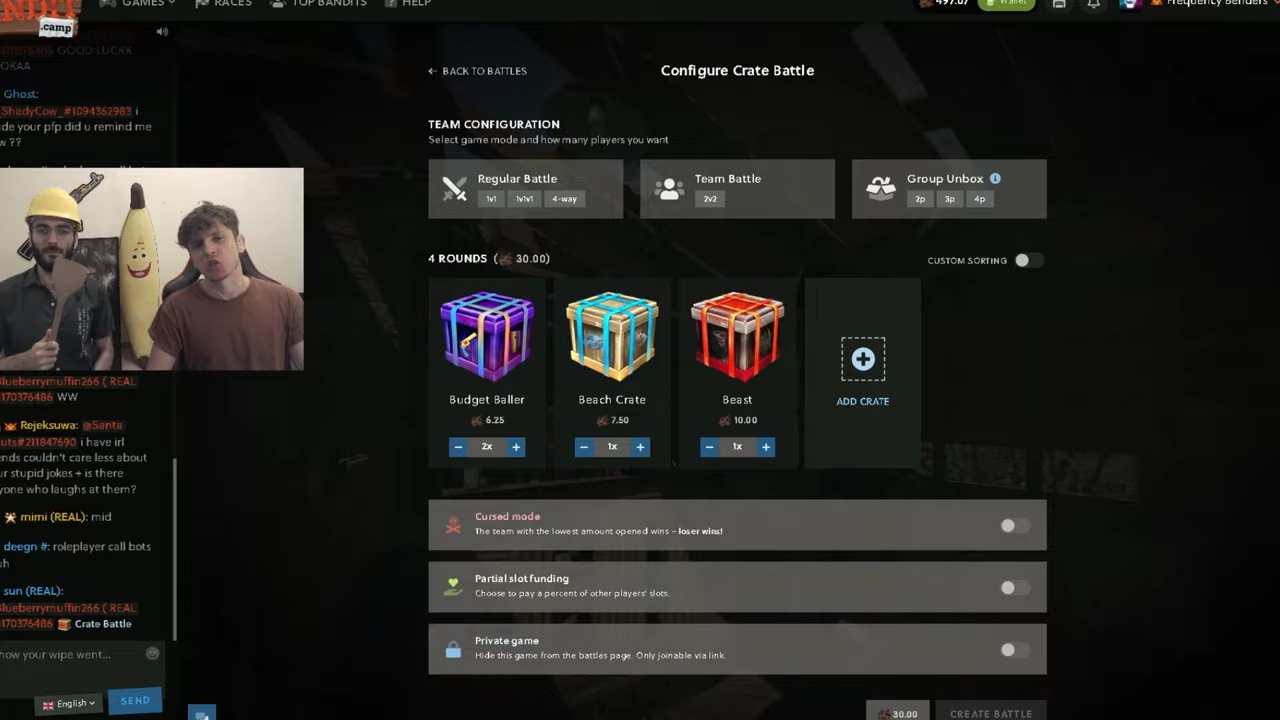 GAMES
RACES
TOP BANDITS
HELP
497.07
Wallet
Frequency Benders
.camp
GOOD LUCKK
Ghost:
ShadyCow_#1094362983 i
pfp did u remind me
??
BACK TO BATTLES
Configure Crate Battle
TEAM CONFIGURATION
Select game mode and how many players you want
Regular Battle
1v1 1v1v1 4-way
Team Battle
2v2
Group Unbox
2p 3p 4p
4 ROUNDS ( 30.00)
CUSTOM SORTING
Budget Baller
6.25
2x
Beach Crate
7.50
1x
Beast
10.00
1x
ADD CRATE
Cursed mode
The team with the lowest amount opened wins – loser wins!
Partial slot funding
Choose to pay a percent of other players' slots.
Private game
Hide this game from the battles page. Only joinable via link.
30.00
CREATE BATTLE
lueberrymuffin266 ( REAL
170376486 WW
Rejeksuwa: @Santa
#211847690 i have irl
couldn't care less about
stupid jokes + is there
who laughs at them?
mimi (REAL): mid
deegn #: roleplayer call bots
sun (REAL):
lueberrymuffin266 ( REAL
170376486 Crate Battle
how your wipe went...
English
SEND